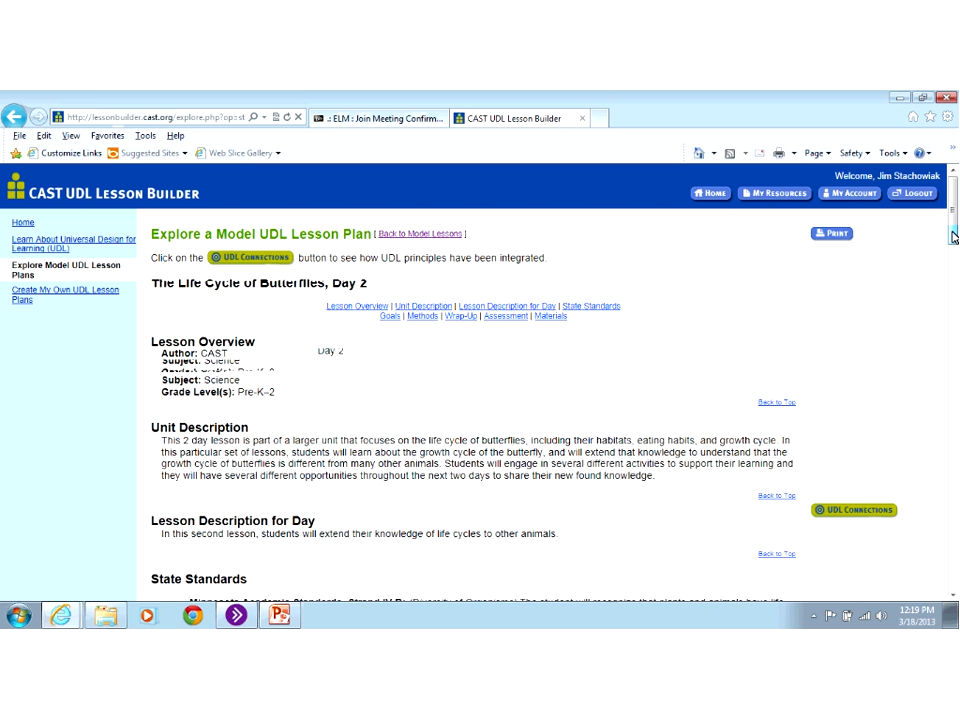 http://lessonbuilder.cast.org/explore.php?op=st
.: ELM : Join Meeting Confirm...
CAST UDL Lesson Builder
File Edit View Favorites Tools Help
Customize Links Suggested Sites Web Slice Gallery
Page Safety Tools
Welcome, Jim Stachowiak
CAST UDL LESSON BUILDER
HOME MY RESOURCES MY ACCOUNT LOGOUT
Home
Learn About Universal Design for
Learning (UDL)
Explore Model UDL Lesson
Plans
Create My Own UDL Lesson
Plans
Explore a Model UDL Lesson Plan [ Back to Model Lessons ]
PRINT
Click on the UDL CONNECTIONS button to see how UDL principles have been integrated.
The Life Cycle of Butterflies, Day 2
Lesson Overview | Unit Description | Lesson Description for Day | State Standards
Goals | Methods | Wrap-Up | Assessment | Materials
Lesson Overview
Author: CAST
Day 2
Subject: Science
Subject: Science
Grade Level(s): Pre-K–2
Back to Top
Unit Description
This 2 day lesson is part of a larger unit that focuses on the life cycle of butterflies, including their habitats, eating habits, and growth cycle. In
this particular set of lessons, students will learn about the growth cycle of the butterfly, and will extend that knowledge to understand that the
growth cycle of butterflies is different from many other animals. Students will engage in several different activities to support their learning and
they will have several different opportunities throughout the next two days to share their new found knowledge.
Back to Top
UDL CONNECTIONS
Lesson Description for Day
In this second lesson, students will extend their knowledge of life cycles to other animals.
Back to Top
State Standards
12:19 PM
3/18/2013